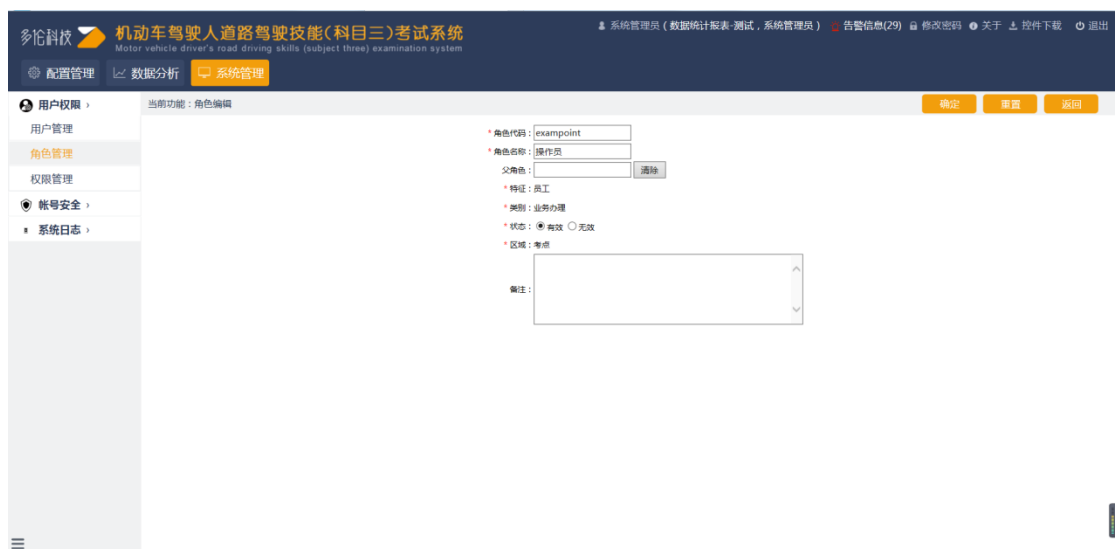 多伦科技
机动车驾驶人道路驾驶技能(科目三)考试系统
Motor vehicle driver's road driving skills (subject three) examination system
系统管理员 ( 数据统计报表-测试 , 系统管理员 ) 告警信息(29) 修改密码 关于 控件下载 退出
配置管理 数据分析 系统管理
用户权限 ›
当前功能 : 角色编辑
确定 重置 返回
用户管理
角色管理
权限管理
帐号安全 ›
系统日志 ›
* 角色代码 : exampoint
* 角色名称 : 操作员
父角色 : 清除
* 特征 : 员工
* 类别 : 业务办理
* 状态 : 有效 无效
* 区域 : 考点
备注 :